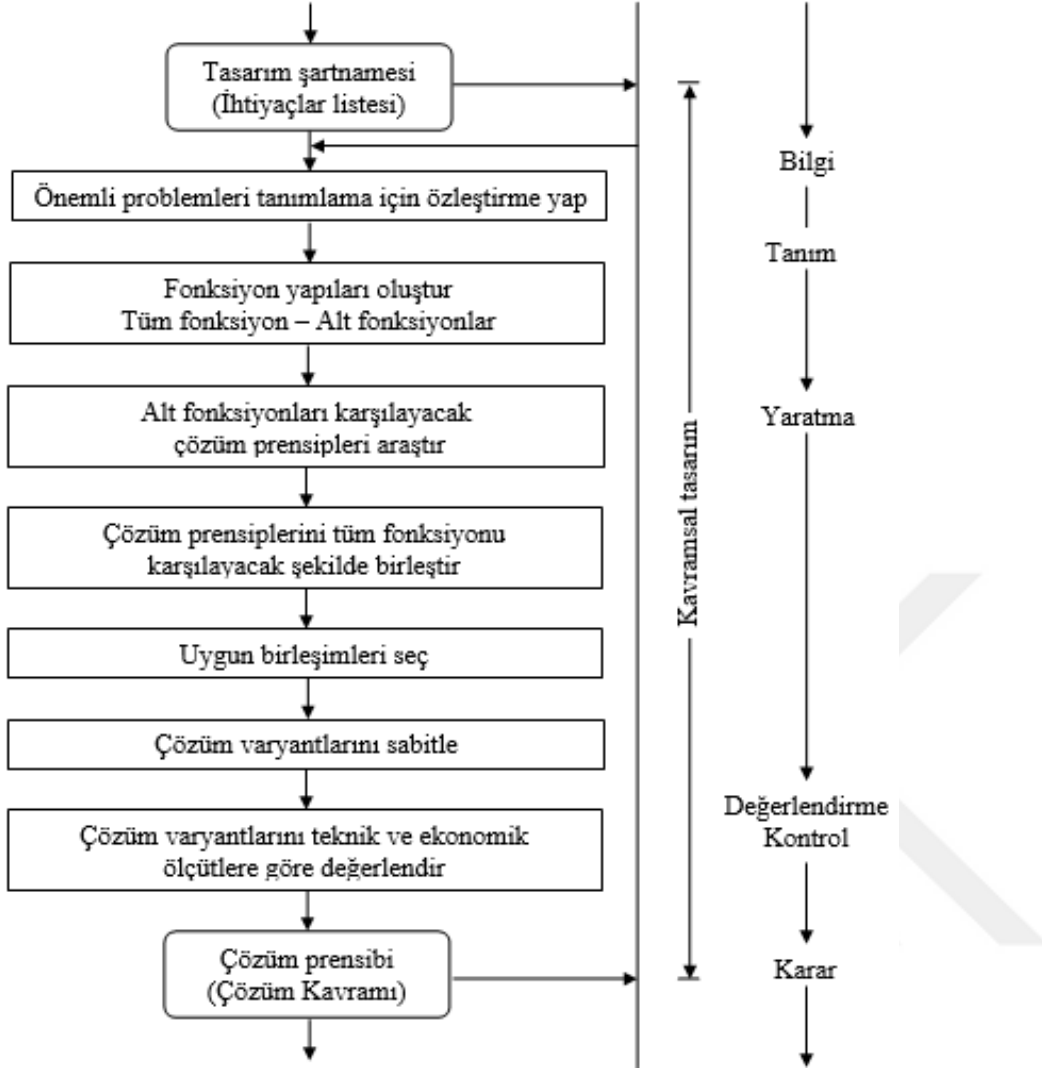 Tasarım şartnamesi
(İhtiyaçlar listesi)
Önemli problemleri tanımlama için özleştirme yap
Fonksiyon yapıları oluştur
Tüm fonksiyon – Alt fonksiyonlar
Alt fonksiyonları karşılayacak
çözüm prensipleri araştır
Çözüm prensiplerini tüm fonksiyonu
karşılayacak şekilde birleştir
Uygun birleşimleri seç
Çözüm varyantlarını sabitle
Çözüm varyantlarını teknik ve ekonomik
ölçütlere göre değerlendir
Çözüm prensibi
(Çözüm Kavramı)
Kavramsal tasarım
Bilgi
Tanım
Yaratma
Değerlendirme
Kontrol
Karar